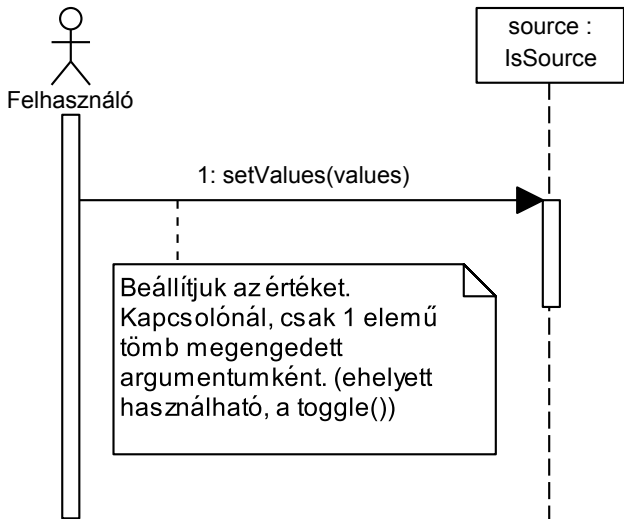 source :
IsSource
Felhasználó
1: setValues(values)
Beállítjuk az értéket.
Kapcsolónál, csak 1 elemű
tömb megengedett
argumentumként. (ehelyett
használható, a toggle())